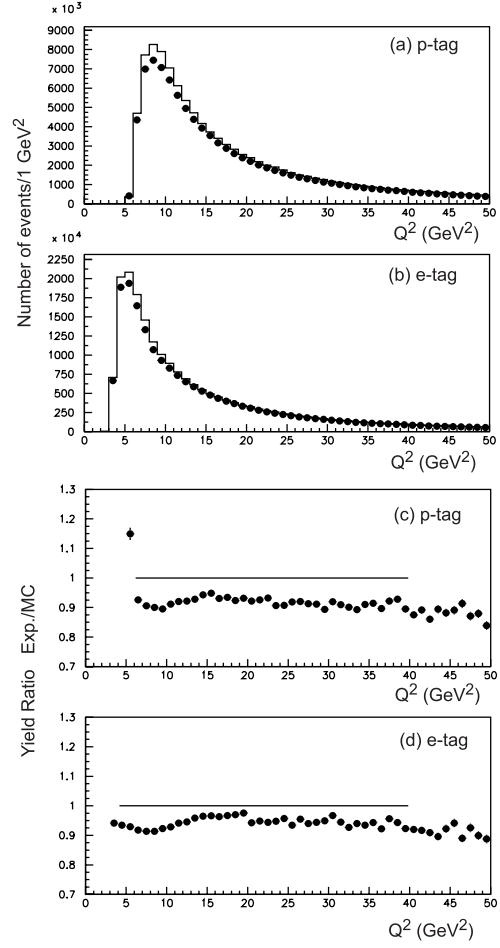 × 10³
9000
8000
7000
6000
5000
4000
3000
2000
1000
0
(a) p-tag
0 5 10 15 20 25 30 35 40 45 50
Q² (GeV²)
Number of events/1 GeV²
× 10⁴
2250
2000
1750
1500
1250
1000
750
500
250
0
(b) e-tag
0 5 10 15 20 25 30 35 40 45 50
Q² (GeV²)
1.3
1.2
1.1
1
0.9
0.8
0.7
(c) p-tag
0 5 10 15 20 25 30 35 40 45 50
Q² (GeV²)
Yield Ratio Exp./MC
1.3
1.2
1.1
1
0.9
0.8
0.7
(d) e-tag
0 5 10 15 20 25 30 35 40 45 50
Q² (GeV²)